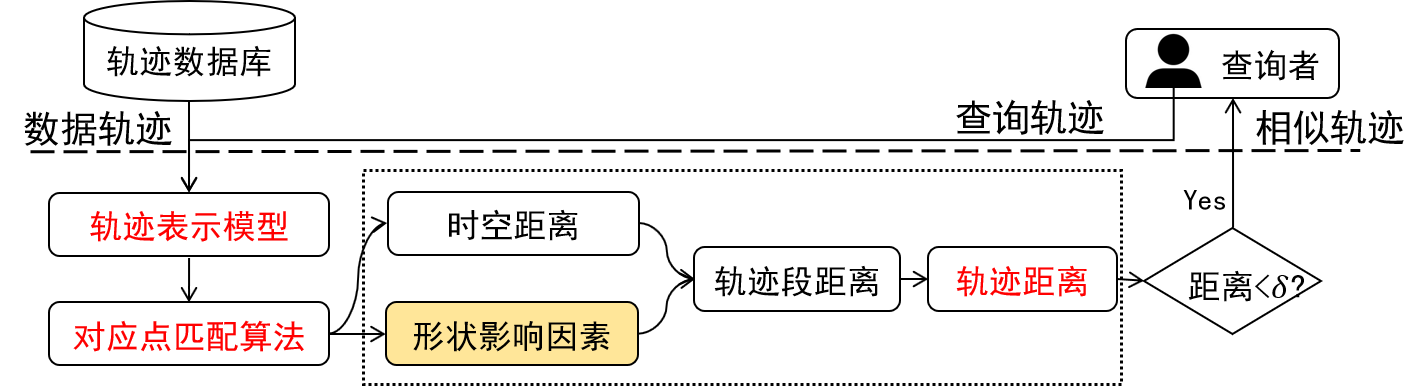 轨迹数据库
查询者
数据轨迹
查询轨迹
相似轨迹
Yes
轨迹表示模型
时空距离
轨迹段距离
轨迹距离
距离<δ?
对应点匹配算法
形状影响因素